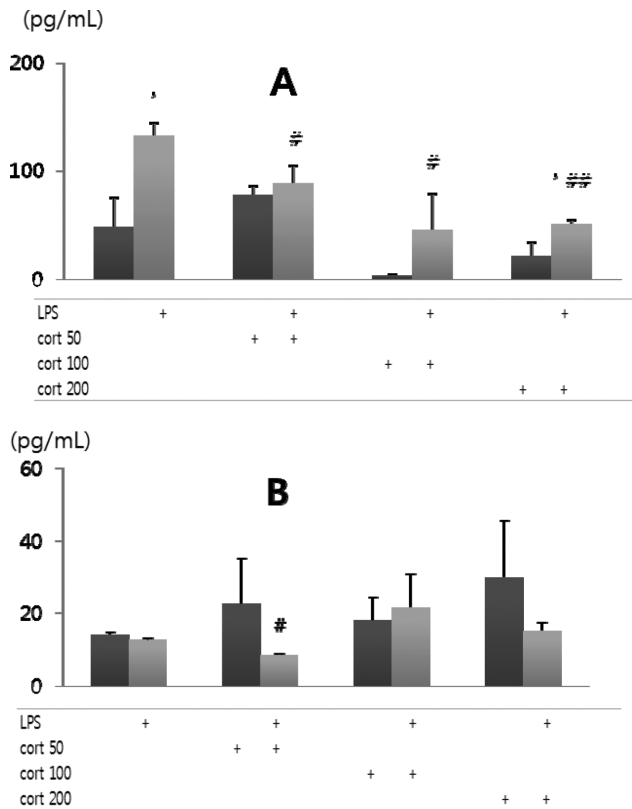 (pg/mL)
200
A
*
#
#
* ##
100
0
LPS + + + +
cort 50 + +
cort 100 + +
cort 200 + +
(pg/mL)
60
B
40
#
20
0
LPS + + + +
cort 50 + +
cort 100 + +
cort 200 + +